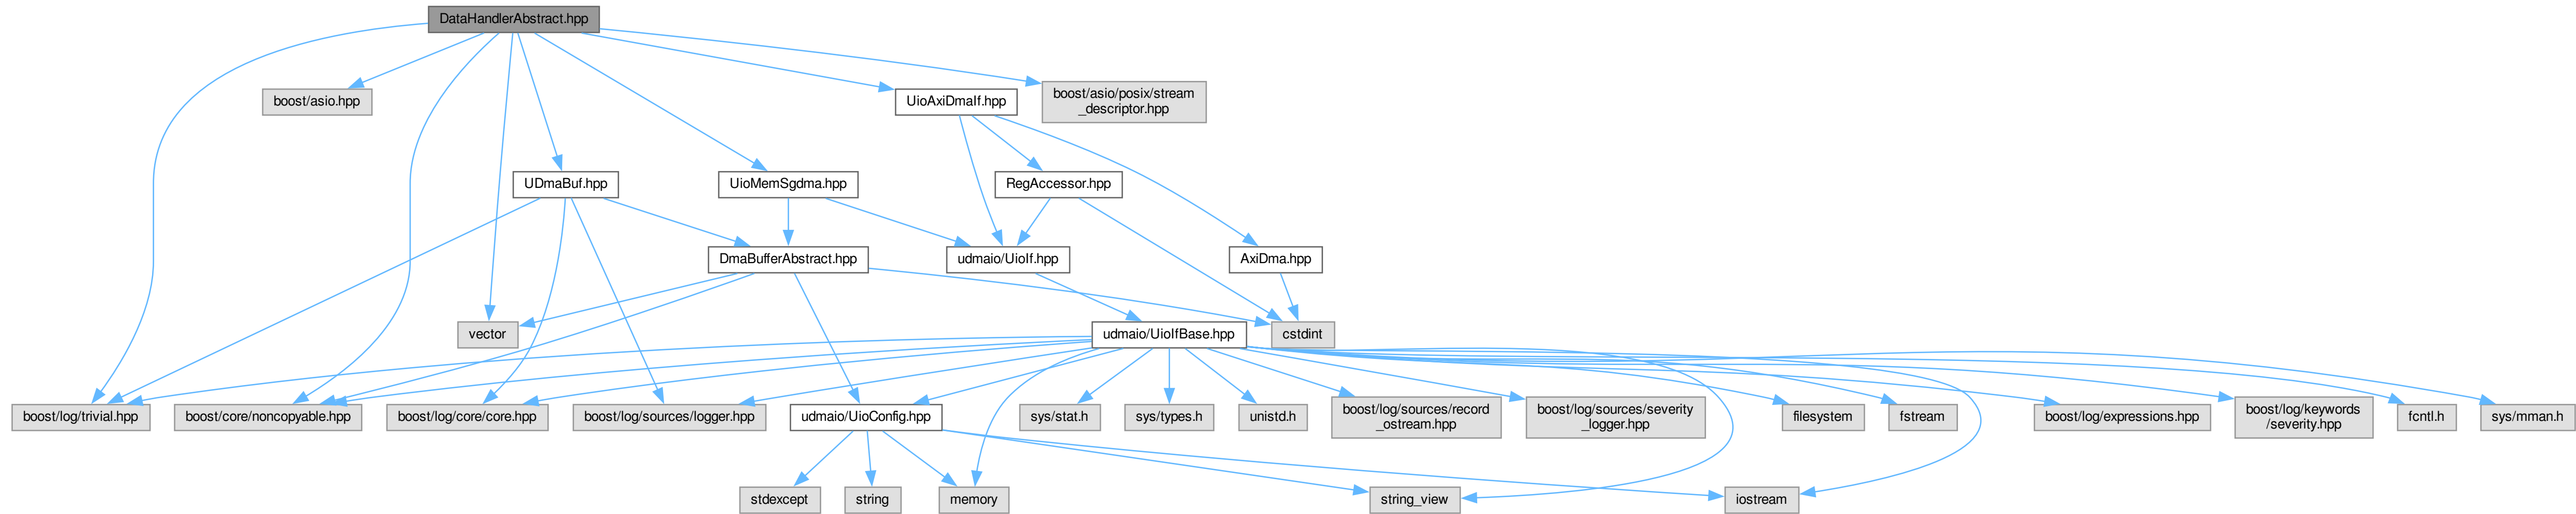 DataHandlerAbstract.hpp
boost/asio.hpp
UioAxiDmaIf.hpp
boost/asio/posix/stream
_descriptor.hpp
UDmaBuf.hpp
UioMemSgdma.hpp
RegAccessor.hpp
DmaBufferAbstract.hpp
udmaio/UioIf.hpp
AxiDma.hpp
vector
udmaio/UioIfBase.hpp
cstdint
boost/log/trivial.hpp
boost/core/noncopyable.hpp
boost/log/core/core.hpp
boost/log/sources/logger.hpp
udmaio/UioConfig.hpp
sys/stat.h
sys/types.h
unistd.h
boost/log/sources/record
_ostream.hpp
boost/log/sources/severity
_logger.hpp
filesystem
fstream
boost/log/expressions.hpp
boost/log/keywords
/severity.hpp
fcntl.h
sys/mman.h
stdexcept
string
memory
string_view
iostream